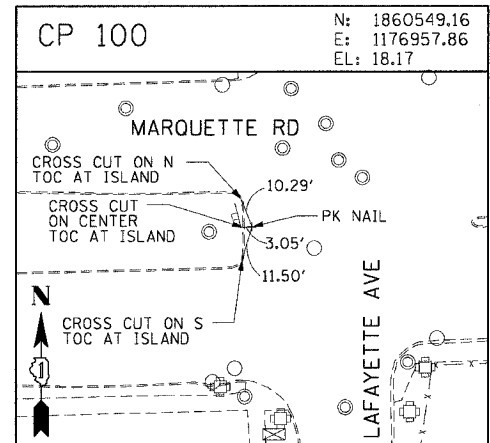 CP 100
N: 1860549.16
E: 1176957.86
EL: 18.17
MARQUETTE RD
CROSS CUT ON N
TOC AT ISLAND
10.29'
CROSS CUT
ON CENTER
TOC AT ISLAND
PK NAIL
3.05'
11.50'
N
1
CROSS CUT ON S
TOC AT ISLAND
LAFAYETTE AVE